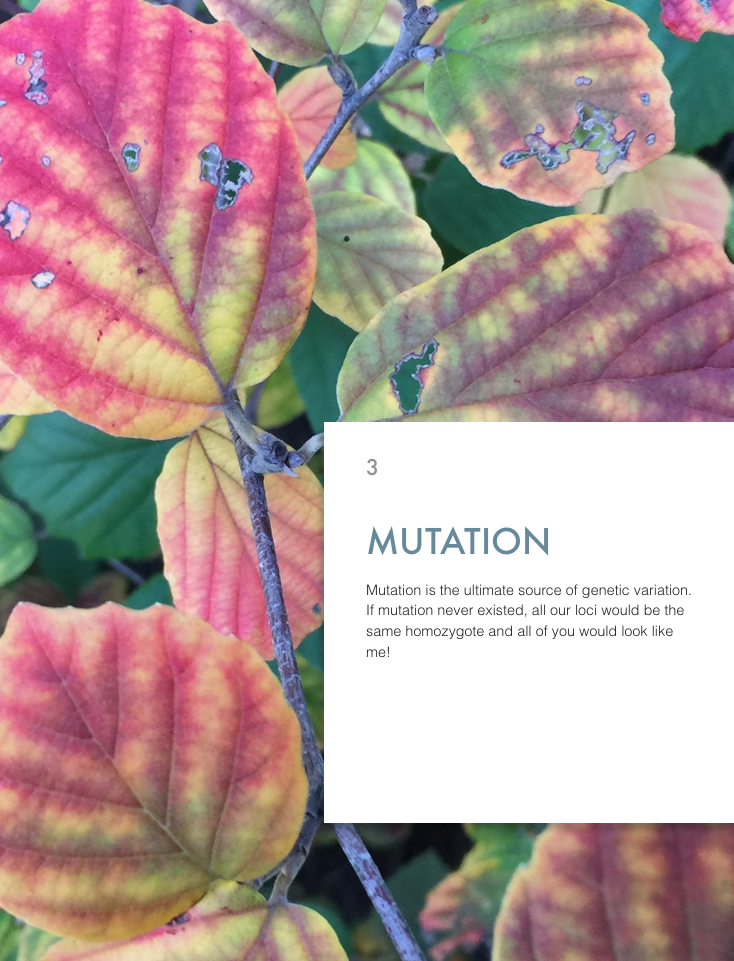 3
MUTATION
Mutation is the ultimate source of genetic variation.
If mutation never existed, all our loci would be the
same homozygote and all of you would look like
me!